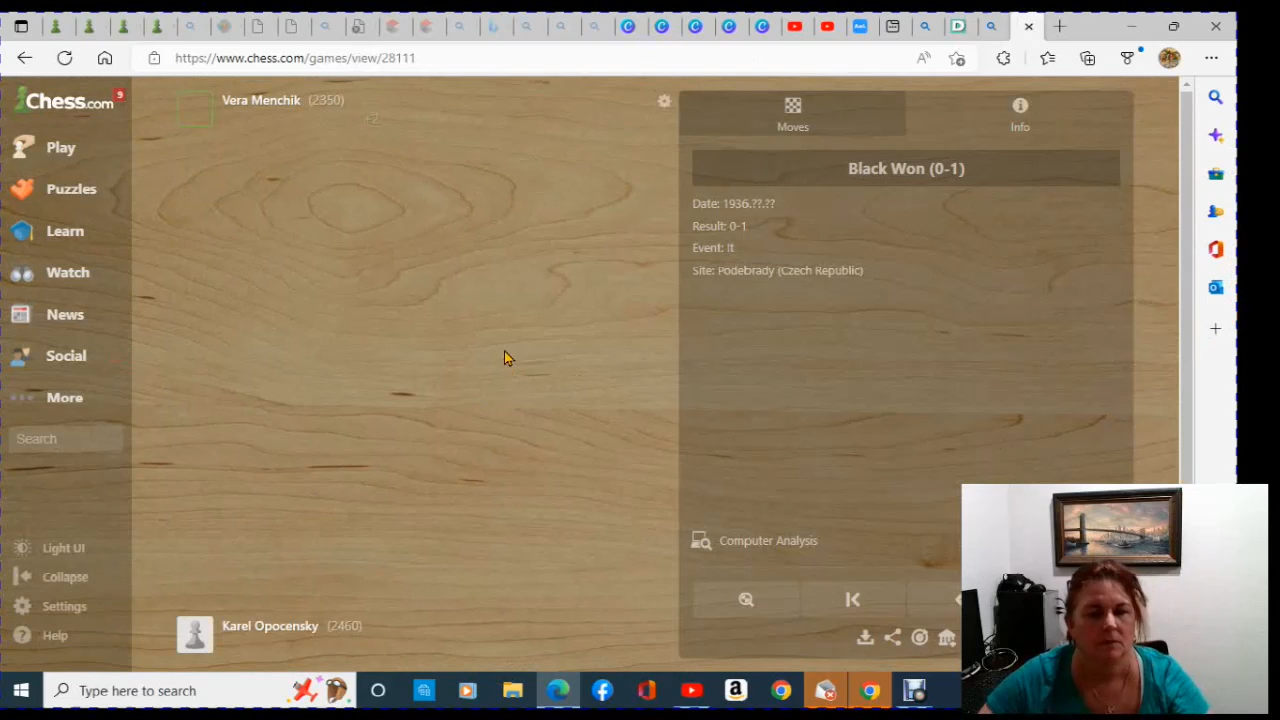 https://www.chess.com/games/view/28111
Chess.com
9
Vera Menchik (2350)
+2
Moves
Info
Play
Black Won (0-1)
Puzzles
Date: 1936.??.??
Learn
Result: 0-1
Event: It
Watch
Site: Podebrady (Czech Republic)
News
Social
More
Search
Computer Analysis
Light UI
Collapse
Settings
Karel Opocensky (2460)
Help
Type here to search